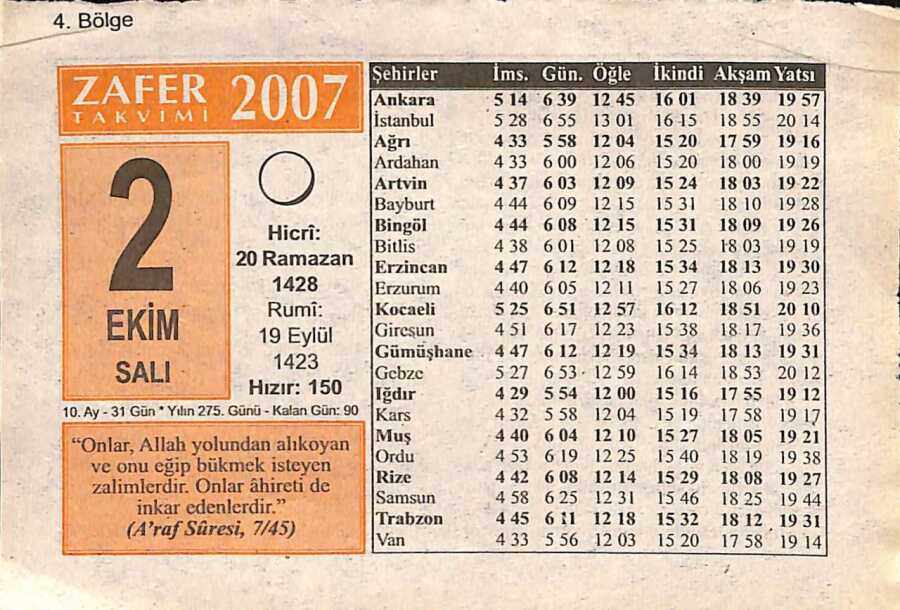 4. Bölge
ZAFER
TAKVİMİ
2007
2
EKİM
SALI
Hicrî:
20 Ramazan
1428
Rumî:
19 Eylül
1423
Hızır: 150
10. Ay - 31 Gün * Yılın 275. Günü - Kalan Gün: 90
“Onlar, Allah yolundan alıkoyan
ve onu eğip bükmek isteyen
zalimlerdir. Onlar âhireti de
inkar edenlerdir.”
(A’raf Sûresi, 7/45)
Şehirler İms. Gün. Öğle İkindi Akşam Yatsı
Ankara 5 14 6 39 12 45 16 01 18 39 19 57
İstanbul 5 28 6 55 13 01 16 15 18 55 20 14
Ağrı 4 33 5 58 12 04 15 20 17 59 19 16
Ardahan 4 33 6 00 12 06 15 20 18 00 19 19
Artvin 4 37 6 03 12 09 15 24 18 03 19 22
Bayburt 4 44 6 09 12 15 15 31 18 10 19 28
Bingöl 4 44 6 08 12 15 15 31 18 09 19 26
Bitlis 4 38 6 01 12 08 15 25 18 03 19 19
Erzincan 4 47 6 12 12 18 15 34 18 13 19 30
Erzurum 4 40 6 05 12 11 15 27 18 06 19 23
Kocaeli 5 25 6 51 12 57 16 12 18 51 20 10
Giresun 4 51 6 17 12 23 15 38 18 17 19 36
Gümüşhane 4 47 6 12 12 19 15 34 18 13 19 31
Gebze 5 27 6 53 12 59 16 14 18 53 20 12
Iğdır 4 29 5 54 12 00 15 16 17 55 19 12
Kars 4 32 5 58 12 04 15 19 17 58 19 17
Muş 4 40 6 04 12 10 15 27 18 05 19 21
Ordu 4 53 6 19 12 25 15 40 18 19 19 38
Rize 4 42 6 08 12 14 15 29 18 08 19 27
Samsun 4 58 6 25 12 31 15 46 18 25 19 44
Trabzon 4 45 6 11 12 18 15 32 18 12 19 31
Van 4 33 5 56 12 03 15 20 17 58 19 14